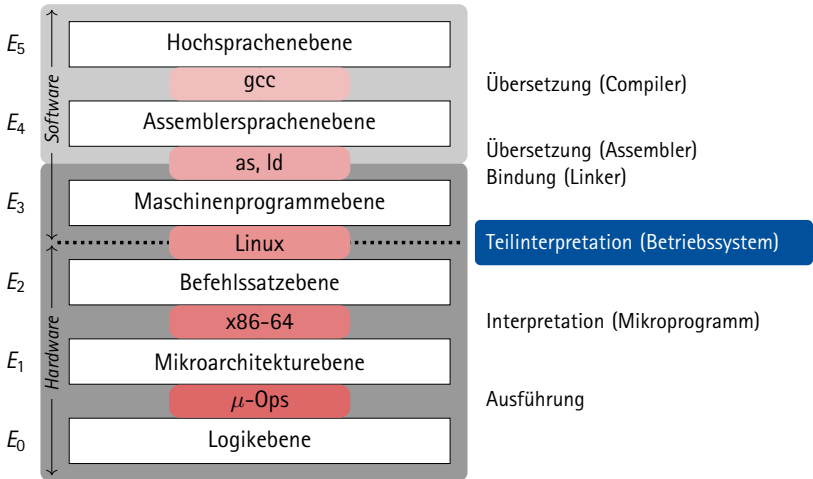 E5 Hochsprachenebene
gcc Übersetzung (Compiler)
E4 Assemblersprachenebene
as, ld Übersetzung (Assembler)
Bindung (Linker)
E3 Maschinenprogrammebene
Linux Teilinterpretation (Betriebssystem)
E2 Befehlssatzebene
x86-64 Interpretation (Mikroprogramm)
E1 Mikroarchitekturebene
μ-Ops Ausführung
E0 Logikebene
Software
Hardware